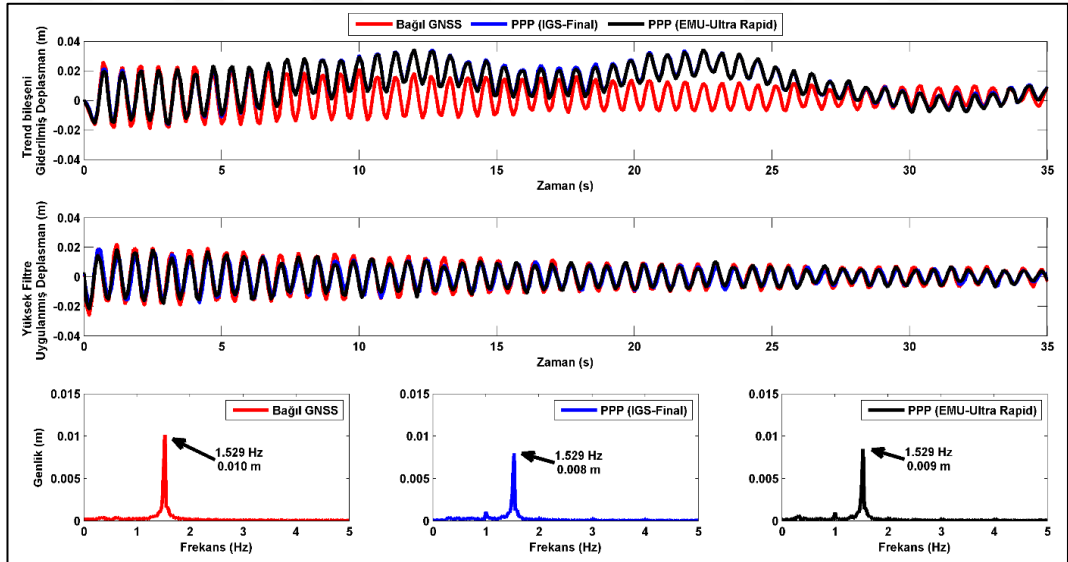 Bağıl GNSS PPP (IGS-Final) PPP (EMU-Ultra Rapid)
Trend bileşeni
Giderilmiş Deplasman (m)
0.04
0.02
0
-0.02
-0.04
0 5 10 15 20 25 30 35
Zaman (s)
Yüksek Filtre
Uygulanmış Deplasman (m)
0.04
0.02
0
-0.02
-0.04
0 5 10 15 20 25 30 35
Zaman (s)
Genlik (m)
0.015
0.01
0.005
0
Bağıl GNSS
1.529 Hz
0.010 m
0 1 2 3 4 5
Frekans (Hz)
0.015
0.01
0.005
0
PPP (IGS-Final)
1.529 Hz
0.008 m
0 1 2 3 4 5
Frekans (Hz)
0.015
0.01
0.005
0
PPP (EMU-Ultra Rapid)
1.529 Hz
0.009 m
0 1 2 3 4 5
Frekans (Hz)